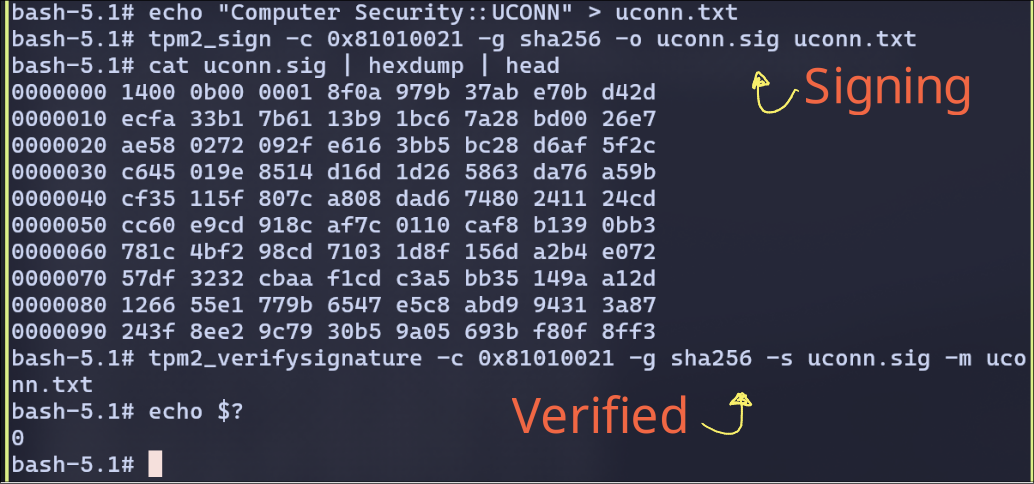 bash-5.1# echo "Computer Security::UCONN" > uconn.txt
bash-5.1# tpm2_sign -c 0x81010021 -g sha256 -o uconn.sig uconn.txt
bash-5.1# cat uconn.sig | hexdump | head
Signing
0000000 1400 0b00 0001 8f0a 979b 37ab e70b d42d
0000010 ecfa 33b1 7b61 13b9 1bc6 7a28 bd00 26e7
0000020 ae58 0272 092f e616 3bb5 bc28 d6af 5f2c
0000030 c645 019e 8514 d16d 1d26 5863 da76 a59b
0000040 cf35 115f 807c a808 dad6 7480 2411 24cd
0000050 cc60 e9cd 918c af7c 0110 caf8 b139 0bb3
0000060 781c 4bf2 98cd 7103 1d8f 156d a2b4 e072
0000070 57df 3232 cbaa f1cd c3a5 bb35 149a a12d
0000080 1266 55e1 779b 6547 e5c8 abd9 9431 3a87
0000090 243f 8ee2 9c79 30b5 9a05 693b f80f 8ff3
bash-5.1# tpm2_verifysignature -c 0x81010021 -g sha256 -s uconn.sig -m uco
nn.txt
bash-5.1# echo $?
Verified
0
bash-5.1#